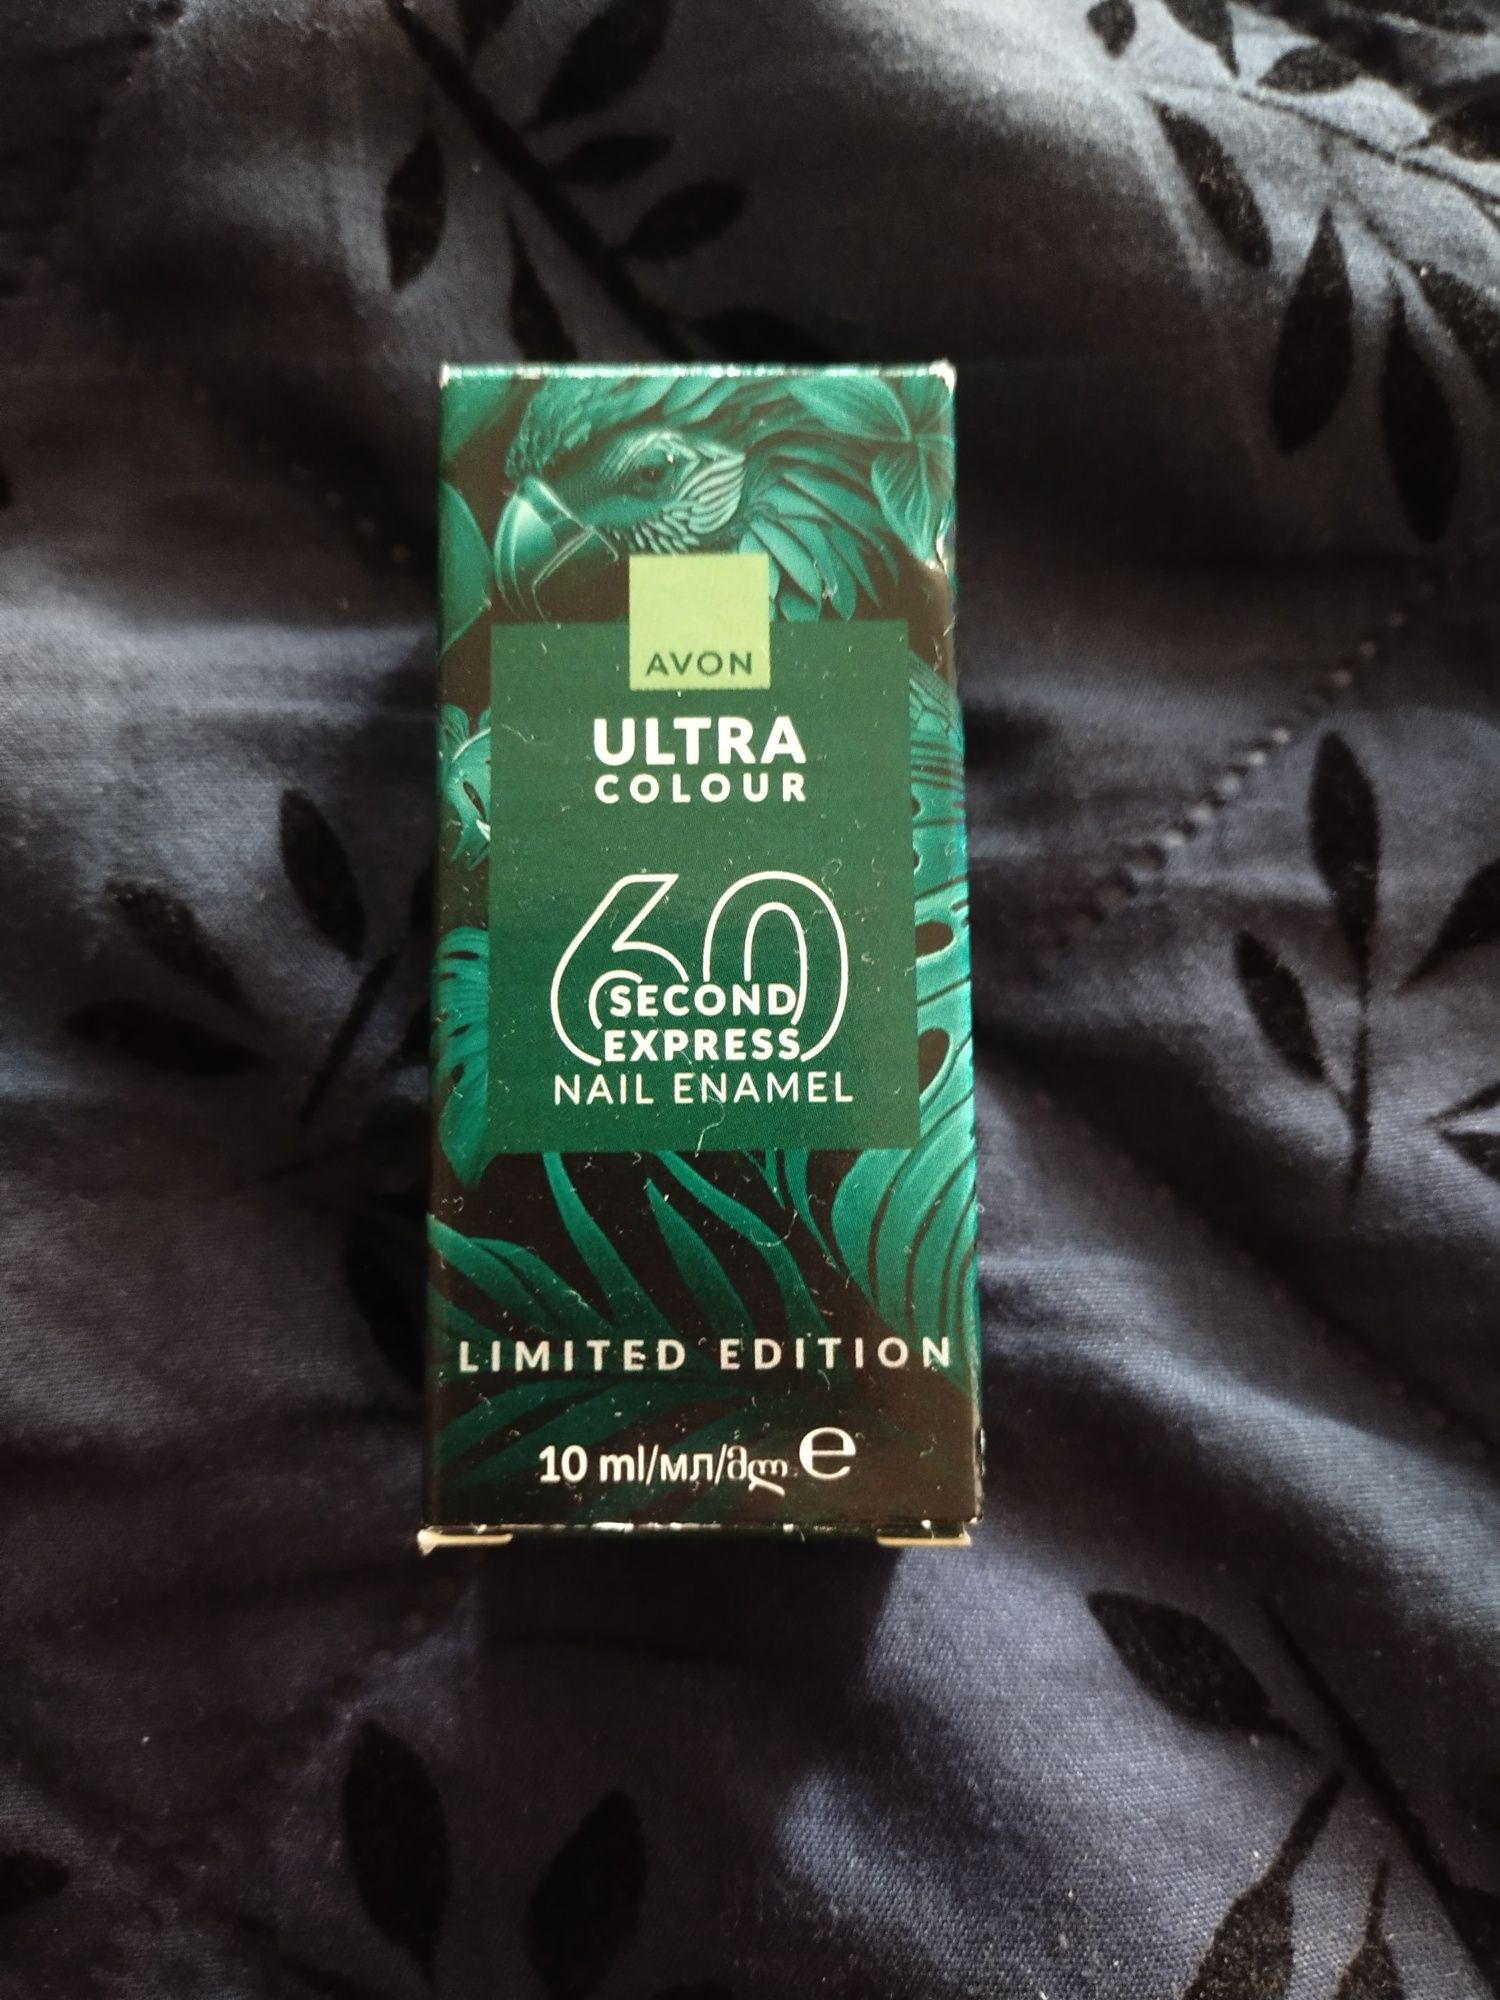 AVON
ULTRA
COLOUR
60
SECOND
EXPRESS
NAIL ENAMEL
LIMITED EDITION
10 ml/мл/მლ ℮